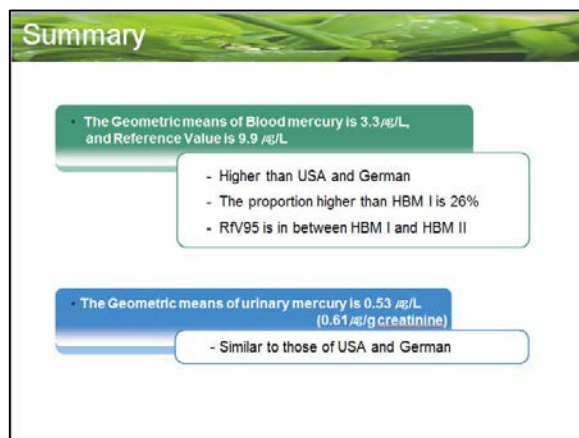 Summary
• The Geometric means of Blood mercury is 3.3㎍/L,
and Reference Value is 9.9 ㎍/L
- Higher than USA and German
- The proportion higher than HBM I is 26%
- RfV95 is in between HBM I and HBM II
• The Geometric means of urinary mercury is 0.53 ㎍/L
(0.61㎍/g creatinine)
- Similar to those of USA and German